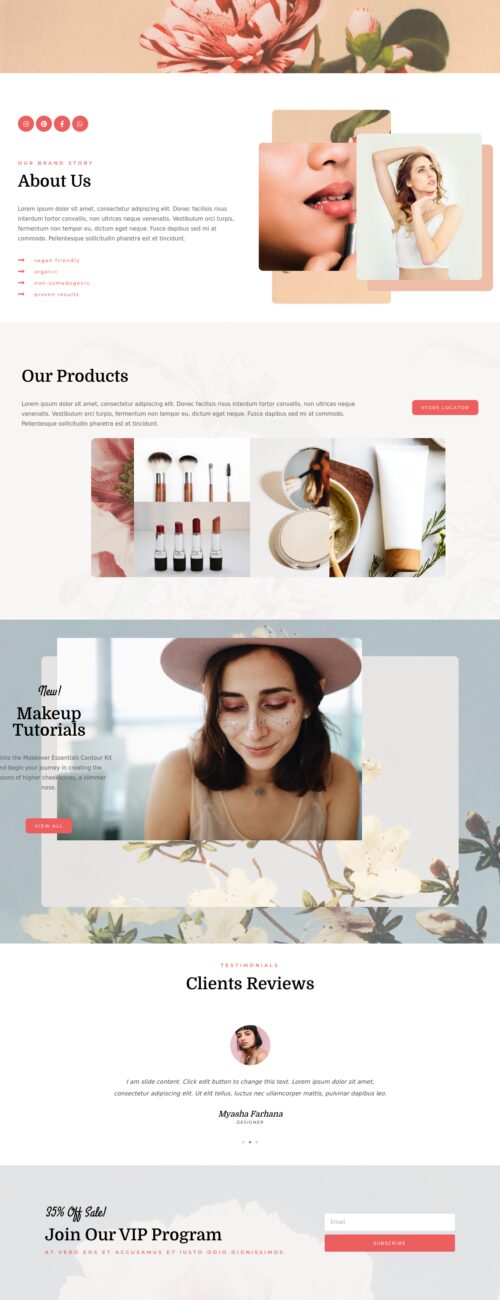 OUR BRAND STORY
About Us
Lorem ipsum dolor sit amet, consectetur adipiscing elit. Donec facilisis risus
interdum tortor convallis, non ultrices neque venenatis. Vestibulum orci turpis,
fermentum non tempor eu, dictum congue neque. Fusce dapibus sed mi at
commodo. Pellentesque sollicitudin pharetra est et tincidunt.
vegan friendly
organic
non-comodogenic
proven results
Our Products
Lorem ipsum dolor sit amet, consectetur adipiscing elit. Donec facilisis risus interdum tortor convallis, non ultrices neque
venenatis. Vestibulum orci turpis, fermentum non tempor eu, dictum congue neque. Fusce dapibus sed mi at commodo.
Pellentesque sollicitudin pharetra est et tincidunt.
STORE LOCATOR
New!
Makeup
Tutorials
into the Makeover Essentials Contour Kit
nd begin your journey in creating the
sions of higher cheekbones, a slimmer
nose.
VIEW ALL
TESTIMONIALS
Clients Reviews
I am slide content. Click edit button to change this text. Lorem ipsum dolor sit amet,
consectetur adipiscing elit. Ut elit tellus, luctus nec ullamcorper mattis, pulvinar dapibus leo.
Myasha Farhana
DESIGNER
35% Off Sale!
Join Our VIP Program
AT VERO EOS ET ACCUSAMUS ET IUSTO ODIO DIGNISSIMOS.
Email
SUBSCRIBE